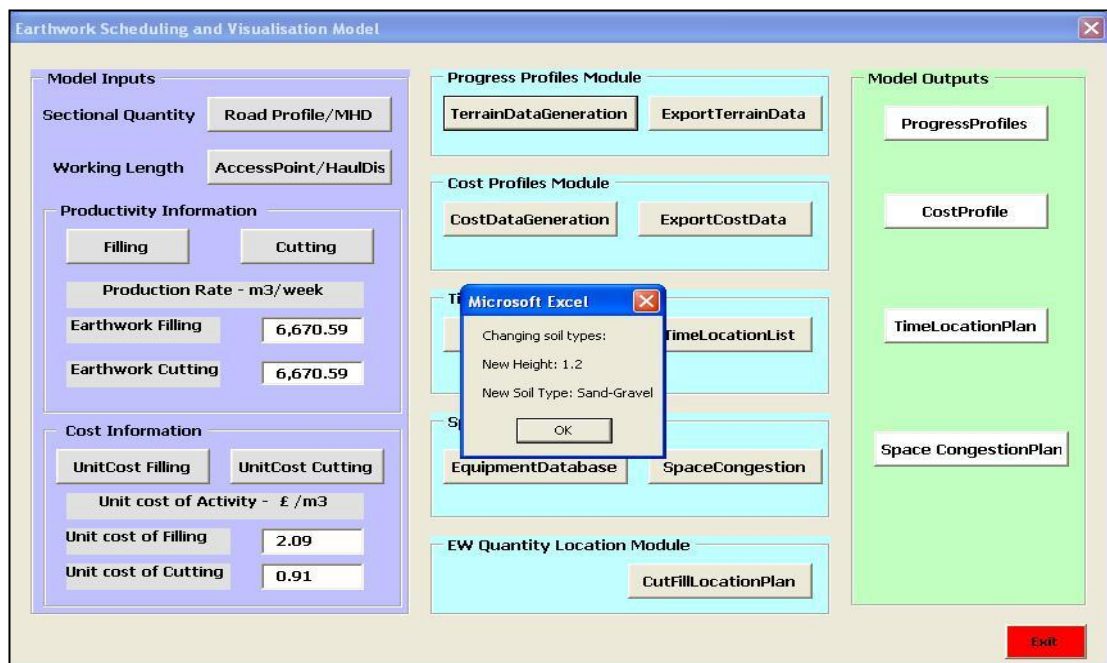 Earthwork Scheduling and Visualisation Model
Model Inputs
Sectional Quantity
Road Profile/MHD
Working Length
AccessPoint/HaulDis
Productivity Information
Filling
Cutting
Production Rate - m3/week
Earthwork Filling
6,670.59
Earthwork Cutting
6,670.59
Cost Information
UnitCost Filling
UnitCost Cutting
Unit cost of Activity - £ /m3
Unit cost of Filling
2.09
Unit cost of Cutting
0.91
Progress Profiles Module
TerrainDataGeneration
ExportTerrainData
Cost Profiles Module
CostDataGeneration
ExportCostData
TimeLocationList
EquipmentDatabase
SpaceCongestion
EW Quantity Location Module
CutFillLocationPlan
Microsoft Excel
Changing soil types:
New Height: 1.2
New Soil Type: Sand-Gravel
OK
Model Outputs
ProgressProfiles
CostProfile
TimeLocationPlan
Space CongestionPlan
Exit